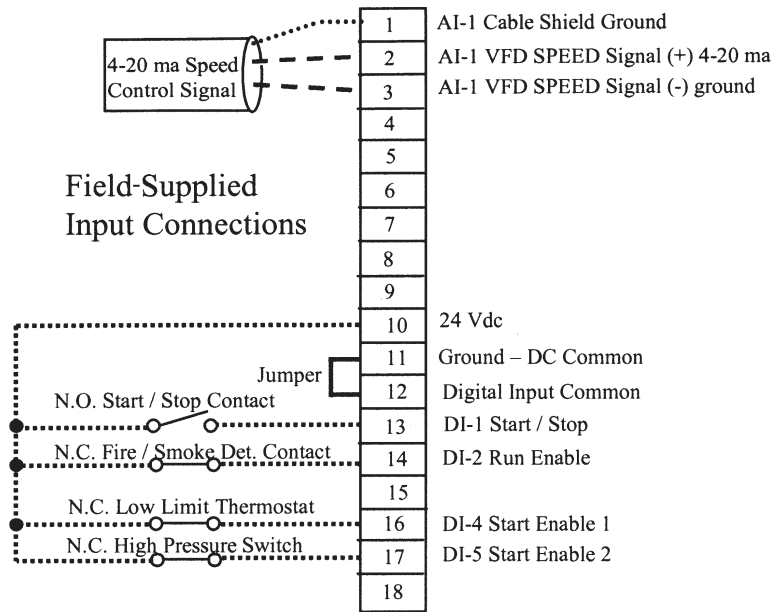 1 AI-1 Cable Shield Ground
4-20 ma Speed
Control Signal
2 AI-1 VFD SPEED Signal (+) 4-20 ma
3 AI-1 VFD SPEED Signal (-) ground
4
5
Field-Supplied
Input Connections
6
7
8
9
10 24 Vdc
11 Ground – DC Common
Jumper
12 Digital Input Common
N.O. Start / Stop Contact
13 DI-1 Start / Stop
N.C. Fire / Smoke Det. Contact
14 DI-2 Run Enable
15
N.C. Low Limit Thermostat
16 DI-4 Start Enable 1
N.C. High Pressure Switch
17 DI-5 Start Enable 2
18